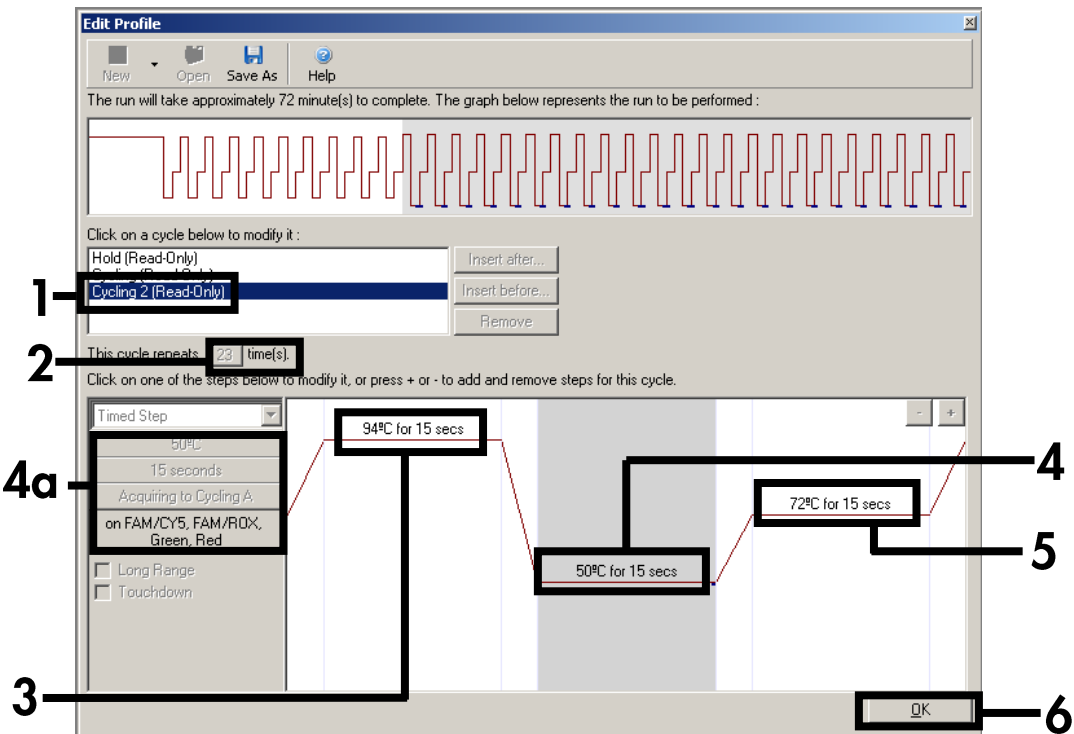 Edit Profile
New Open Save As Help
The run will take approximately 72 minute(s) to complete. The graph below represents the run to be performed :
Click on a cycle below to modify it :
Hold (Read-Only)
Insert after...
Cycling (Read-Only)
1
Cycling 2 (Read-Only)
Insert before...
Remove
2
This cycle repeats 23 time(s).
Click on one of the steps below to modify it, or press + or - to add and remove steps for this cycle.
Timed Step
- +
94ºC for 15 secs
4a
50ºC
15 seconds
Acquiring to Cycling A
on FAM/CY5, FAM/ROX,
Green, Red
4
72ºC for 15 secs
5
Long Range
50ºC for 15 secs
Touchdown
3
OK
6